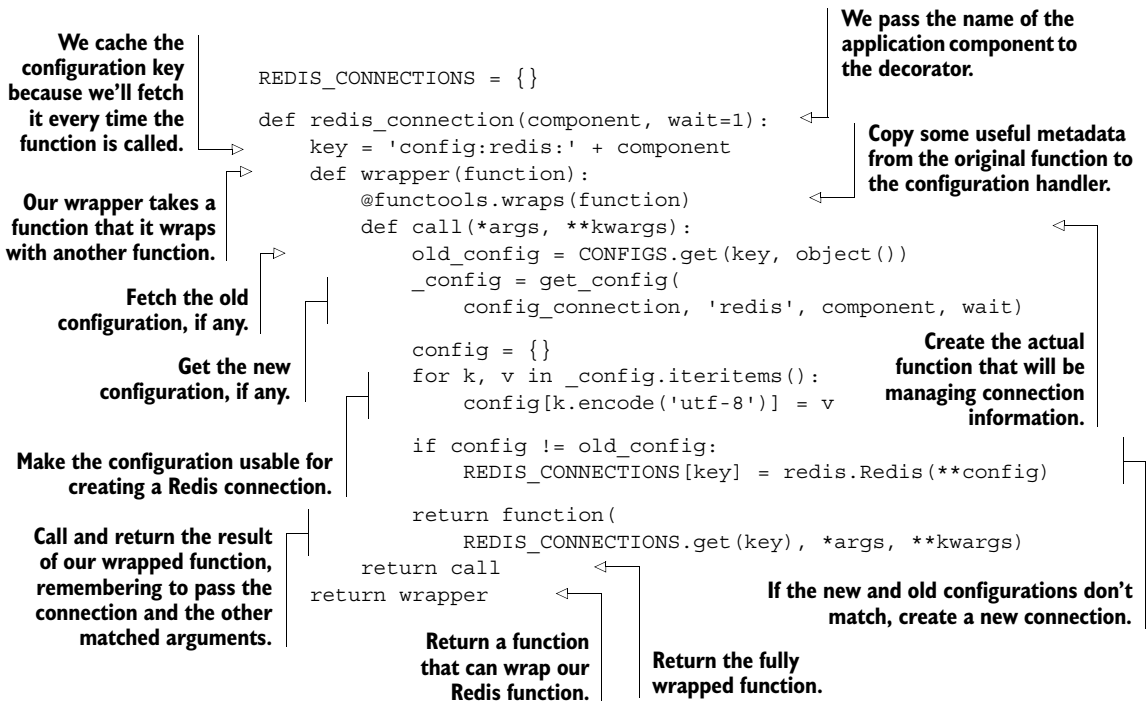 We cache the
configuration key
because we'll fetch
it every time the
function is called.
Our wrapper takes a
function that it wraps
with another function.
Fetch the old
configuration, if any.
Get the new
configuration, if any.
Make the configuration usable for
creating a Redis connection.
Call and return the result
of our wrapped function,
remembering to pass the
connection and the other
matched arguments.
REDIS_CONNECTIONS = {}
def redis_connection(component, wait=1):
key = 'config:redis:' + component
def wrapper(function):
@functools.wraps(function)
def call(*args, **kwargs):
old_config = CONFIGS.get(key, object())
_config = get_config(
config_connection, 'redis', component, wait)
config = {}
for k, v in _config.iteritems():
config[k.encode('utf-8')] = v
if config != old_config:
REDIS_CONNECTIONS[key] = redis.Redis(**config)
return function(
REDIS_CONNECTIONS.get(key), *args, **kwargs)
return call
return wrapper
We pass the name of the
application component to
the decorator.
Copy some useful metadata
from the original function to
the configuration handler.
Create the actual
function that will be
managing connection
information.
If the new and old configurations don't
match, create a new connection.
Return a function
that can wrap our
Redis function.
Return the fully
wrapped function.